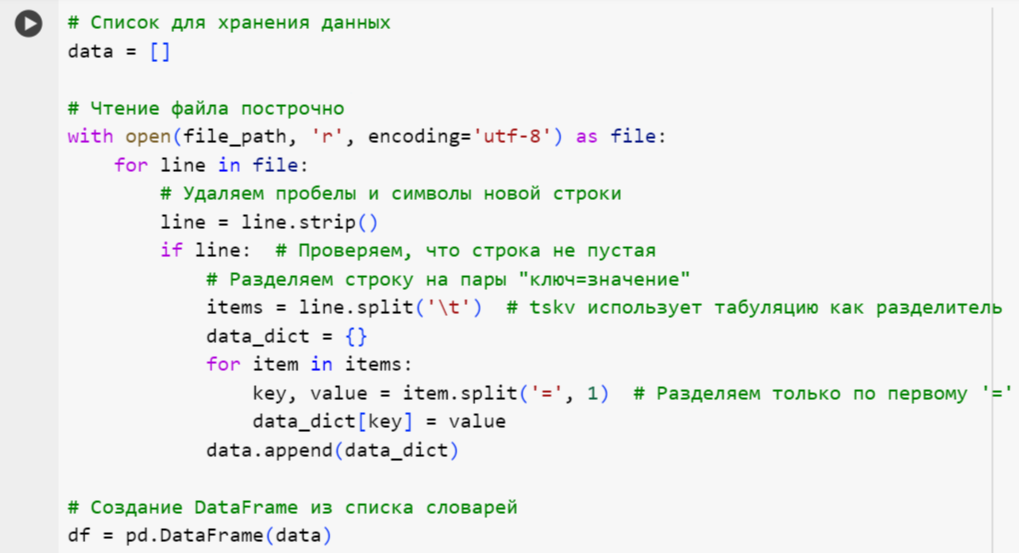 # Список для хранения данных
data = []
# Чтение файла построчно
with open(file_path, 'r', encoding='utf-8') as file:
    for line in file:
        # Удаляем пробелы и символы новой строки
        line = line.strip()
        if line:  # Проверяем, что строка не пустая
            # Разделяем строку на пары "ключ=значение"
            items = line.split('\t')  # tskv использует табуляцию как разделитель
            data_dict = {}
            for item in items:
                key, value = item.split('=', 1)  # Разделяем только по первому '='
                data_dict[key] = value
            data.append(data_dict)
# Создание DataFrame из списка словарей
df = pd.DataFrame(data)